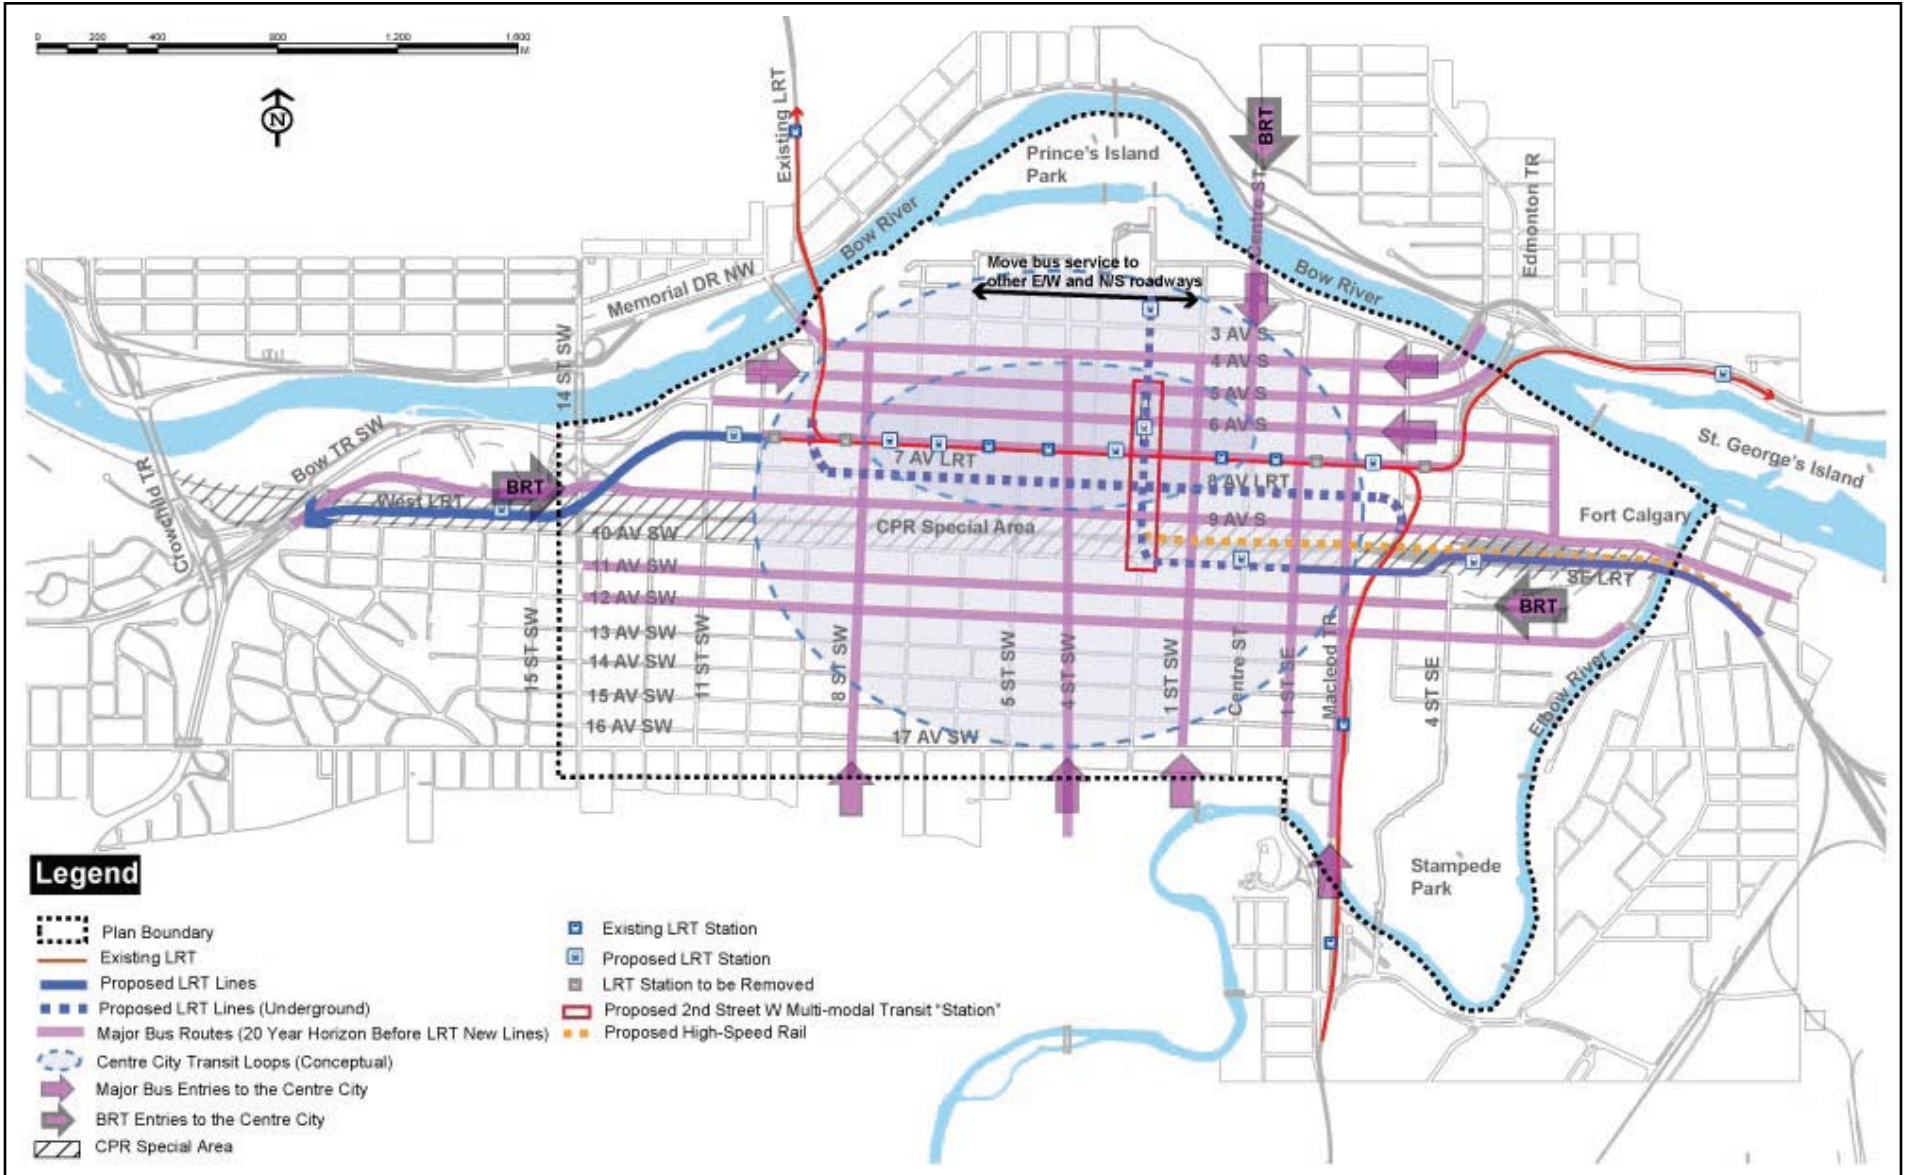 0 200 400 800 1,200 1,600
M
N
Existing LRT
BRT
Prince's Island
Park
Centre ST
Edmonton TR
Bow River
Memorial DR NW
Move bus service to
other E/W and N/S roadways
Bow River
14 ST SW
3 AV S
4 AV S
5 AV S
6 AV S
7 AV LRT
8 AV LRT
9 AV S
St. George's Island
Fort Calgary
Bow TR SW
Crowchild TR
West LRT
BRT
CPR Special Area
SE LRT
BRT
10 AV SW
11 AV SW
12 AV SW
13 AV SW
14 AV SW
15 AV SW
16 AV SW
17 AV SW
15 ST SW
11 ST SW
8 ST SW
5 ST SW
4 ST SW
1 ST SW
Centre ST
1 ST SE
Macleod TR
4 ST SE
Elbow River
Stampede
Park
Legend
Plan Boundary
Existing LRT
Proposed LRT Lines
Proposed LRT Lines (Underground)
Major Bus Routes (20 Year Horizon Before LRT New Lines)
Centre City Transit Loops (Conceptual)
Major Bus Entries to the Centre City
BRT Entries to the Centre City
CPR Special Area
Existing LRT Station
Proposed LRT Station
LRT Station to be Removed
Proposed 2nd Street W Multi-modal Transit "Station"
Proposed High-Speed Rail